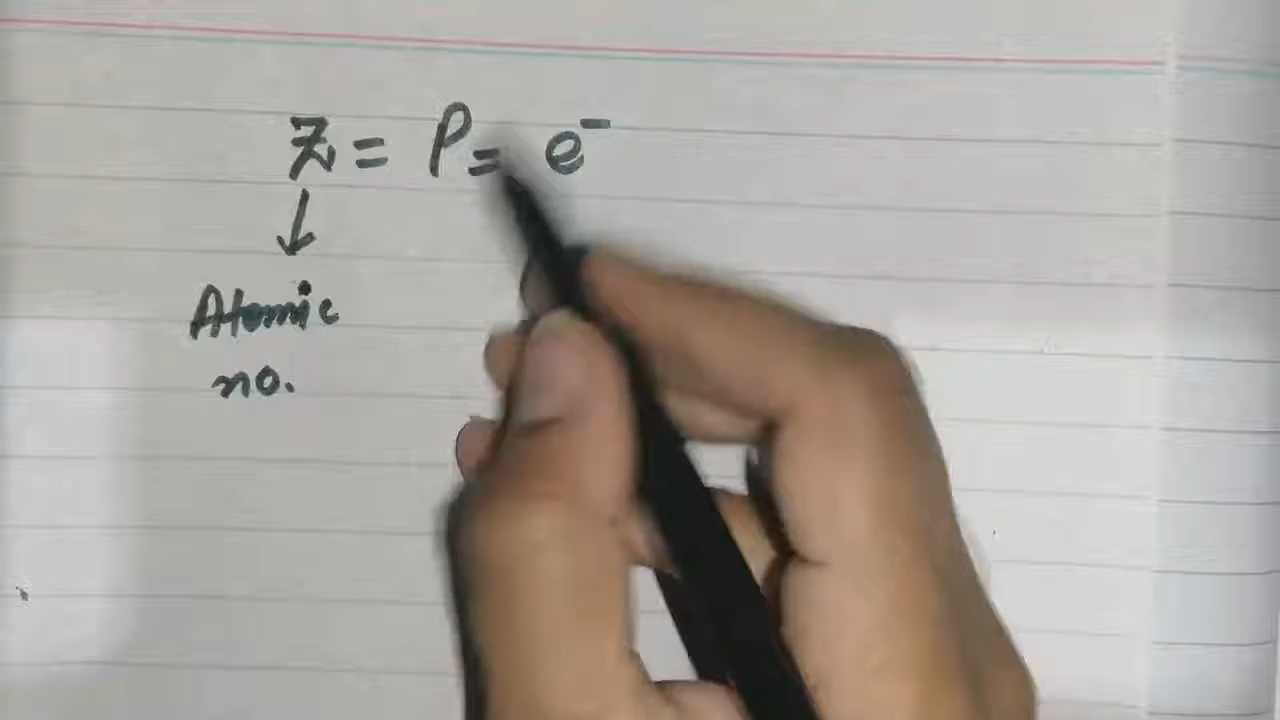 Z = P = e⁻
↓
Atomic
no.